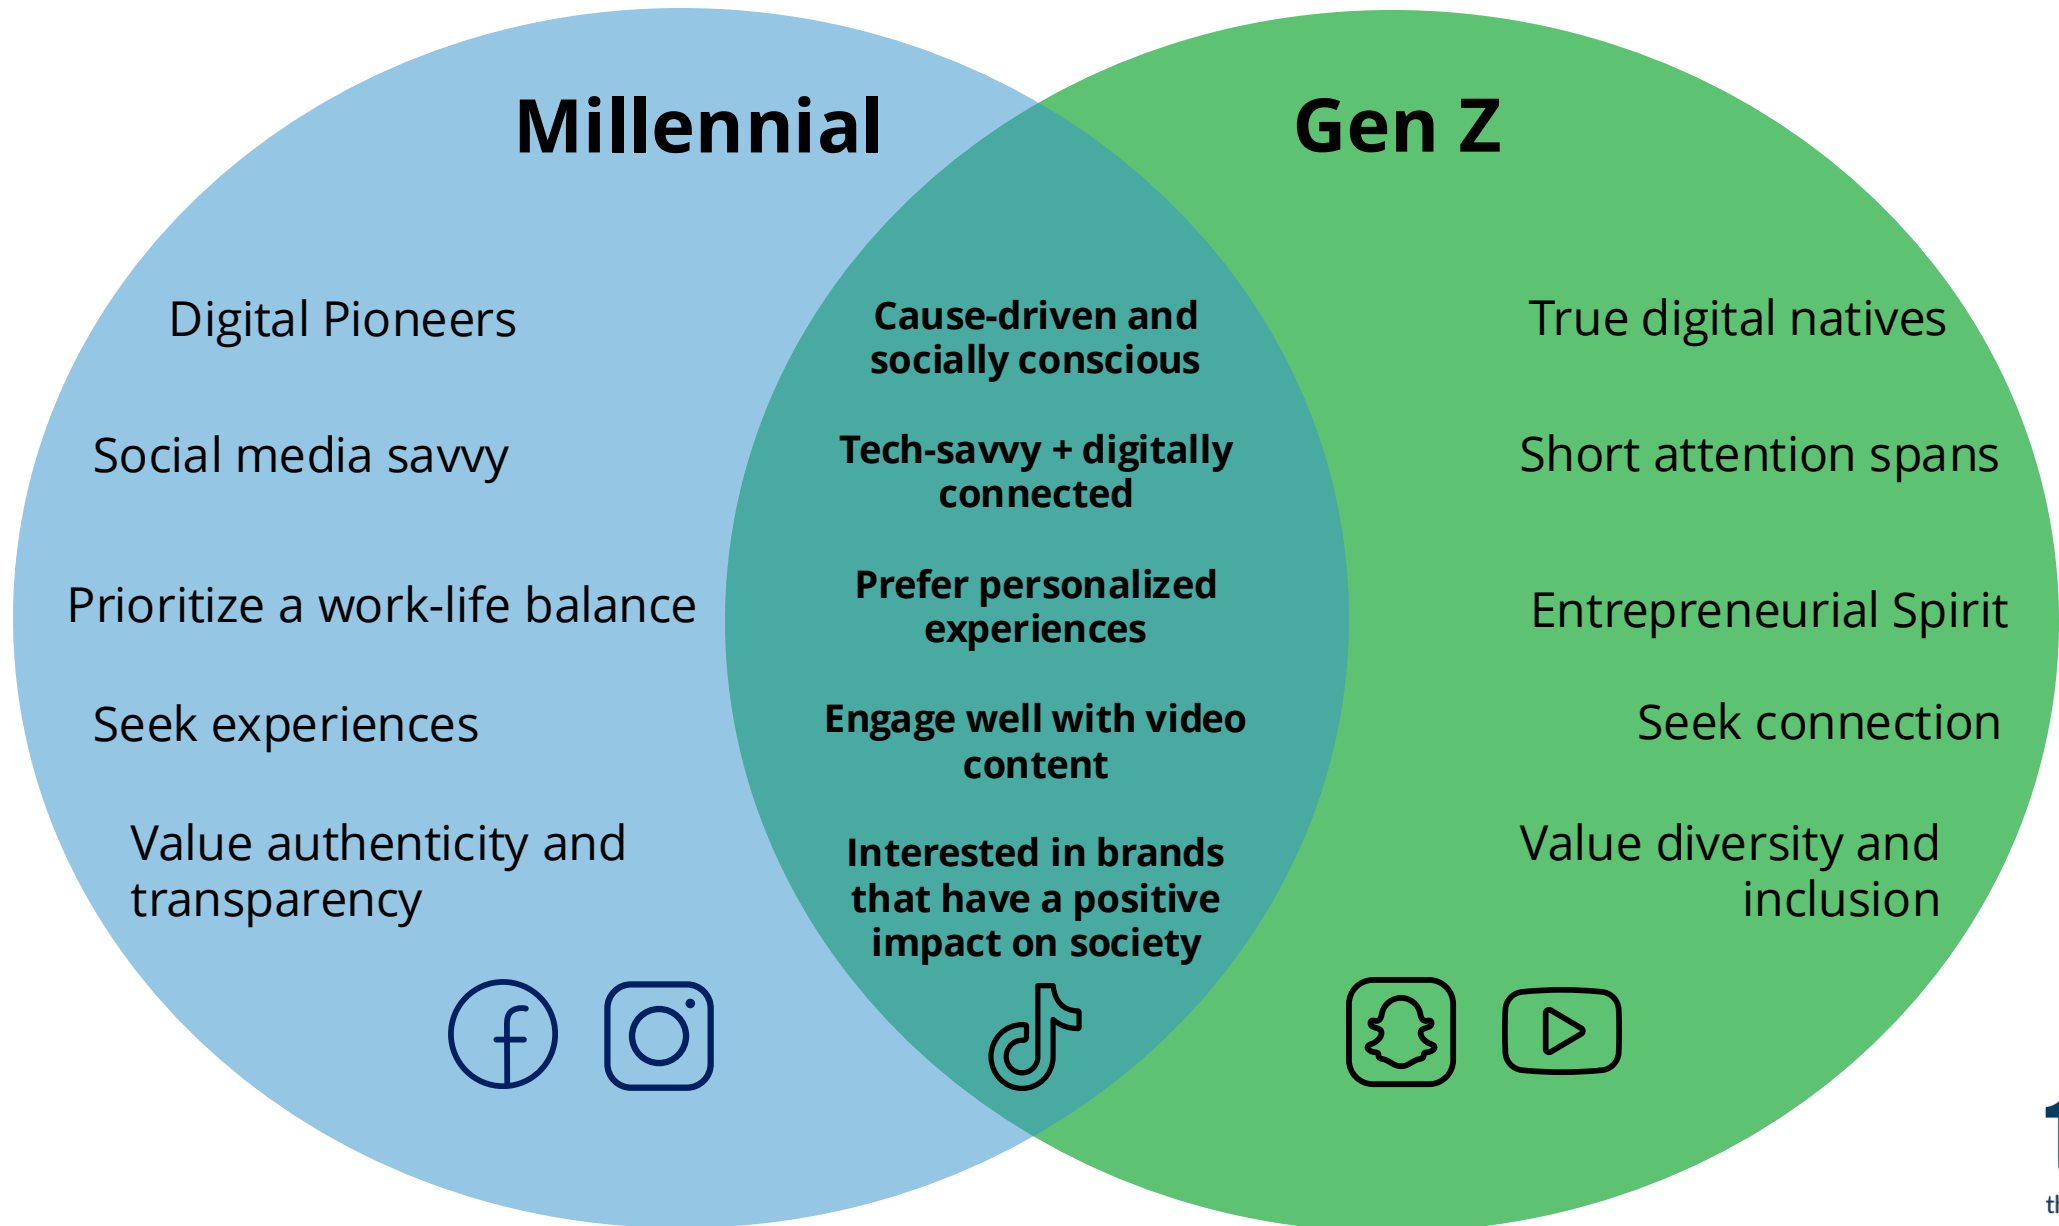 Millennial
Gen Z
Digital Pioneers
Social media savvy
Prioritize a work-life balance
Seek experiences
Value authenticity and
transparency
Cause-driven and
socially conscious
Tech-savvy + digitally
connected
Prefer personalized
experiences
Engage well with video
content
Interested in brands
that have a positive
impact on society
True digital natives
Short attention spans
Entrepreneurial Spirit
Seek connection
Value diversity and
inclusion